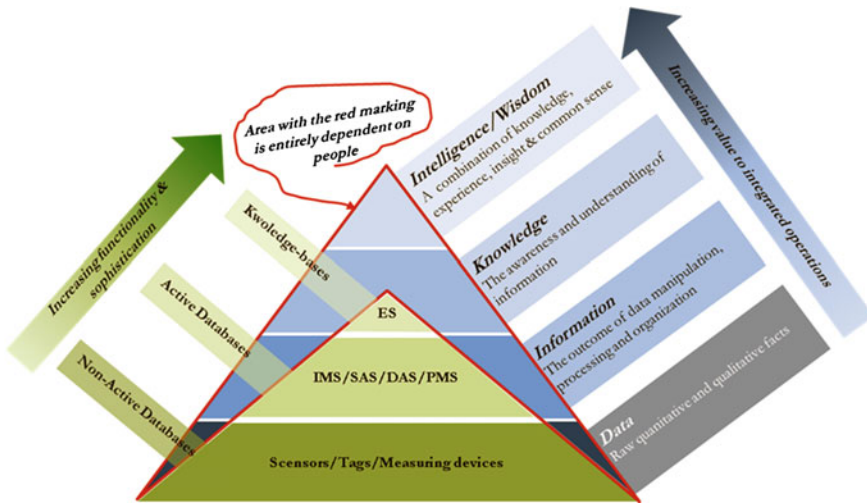 Area with the red marking
is entirely dependent on
people
Increasing functionality &
sophistication
Kwoledge-bases
Active Databases
Non-Active Databases
ES
IMS/SAS/DAS/PMS
Scensors/Tags/Measuring devices
Intelligence/Wisdom
A combination of knowledge,
experience, insight & common sense
Knowledge
The awareness and understanding of
information
Information
The outcome of data manipulation,
processing and organization
Data
Raw quanitative and qualitative facts
Increasing value to integrated operations